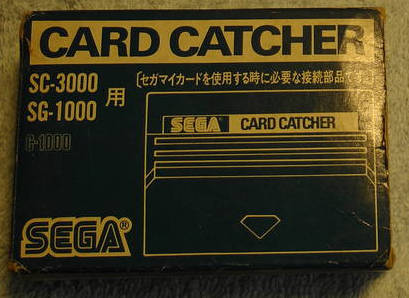 CARD CATCHER
SC-3000
SG-1000 用
〔セガマイカードを使用する時に必要な接続部品です
C-1000
SEGA CARD CATCHER
SEGA®